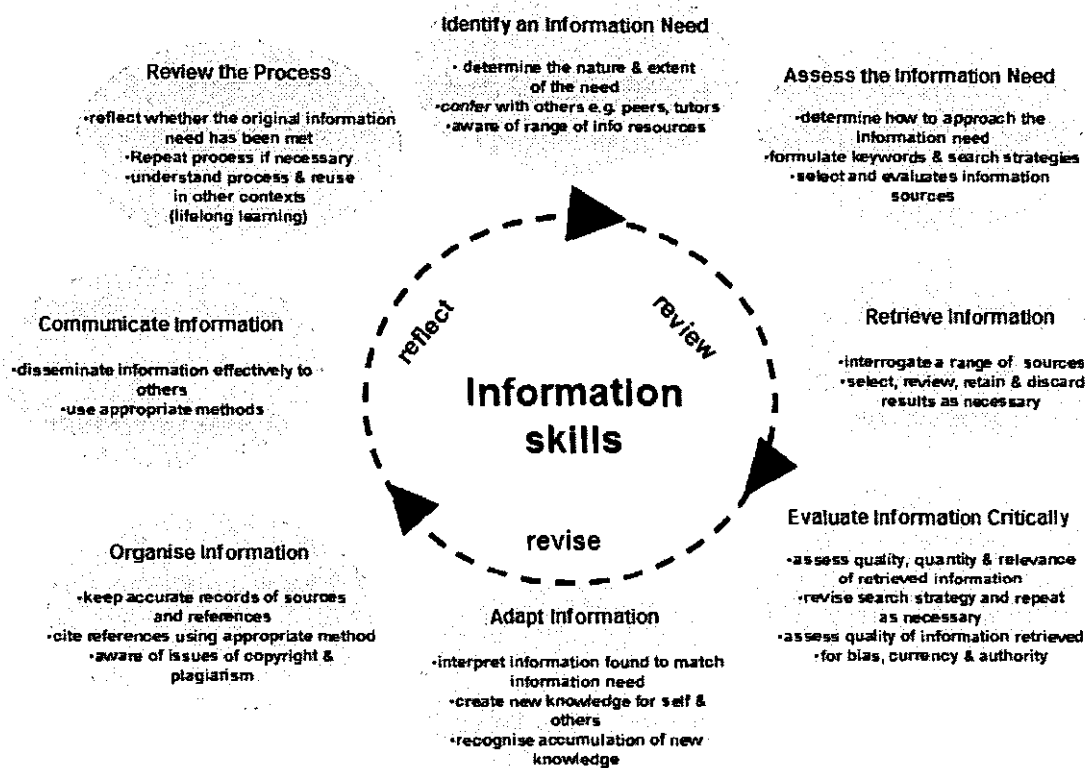 Identify an Information Need
· determine the nature & extent
of the need
·confer with others e.g. peers, tutors
·aware of range of info resources
Assess the Information Need
·determine how to approach the
information need
·formulate keywords & search strategies
·select and evaluates information
sources
Retrieve Information
·interrogate a range of sources
·select, review, retain & discard
results as necessary
Evaluate Information Critically
·assess quality, quantity & relevance
of retrieved information
·revise search strategy and repeat
as necessary
·assess quality of information retrieved
·for bias, currency & authority
Adapt Information
·interpret information found to match
information need
·create new knowledge for self &
others
·recognise accumulation of new
knowledge
Organise Information
·keep accurate records of sources
and references
·cite references using appropriate method
·aware of issues of copyright &
plagiarism
Communicate Information
·disseminate information effectively to
others
·use appropriate methods
Review the Process
·reflect whether the original information
need has been met
·Repeat process if necessary
·understand process & reuse
in other contexts
(lifelong learning)
reflect
review
Information
skills
revise